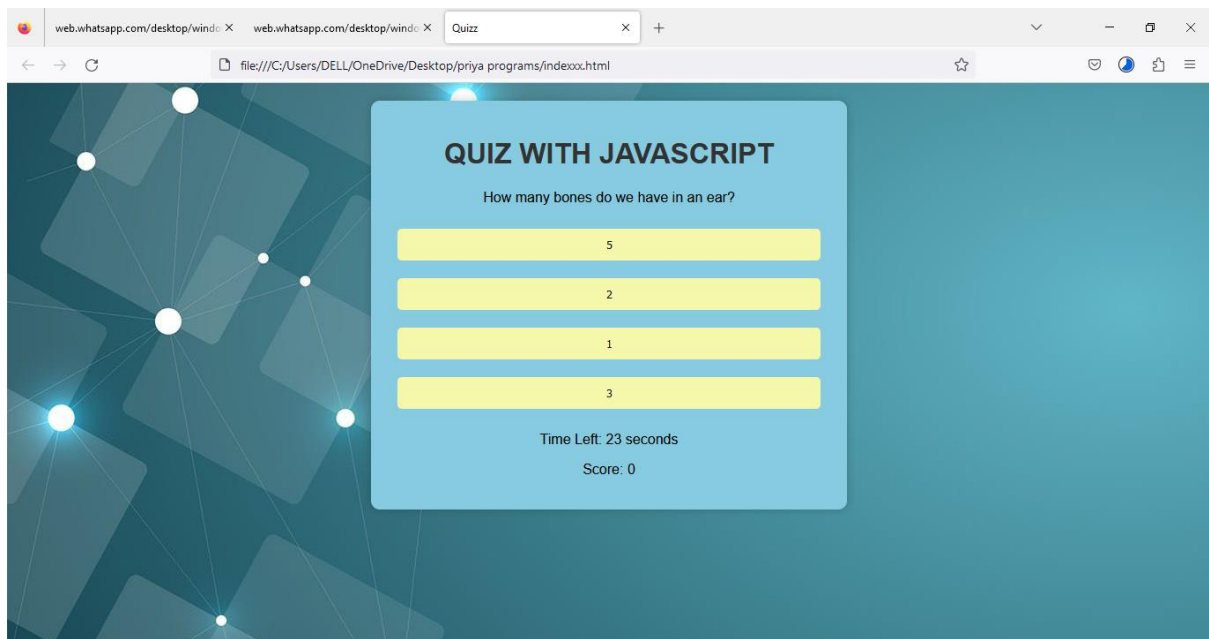 web.whatsapp.com/desktop/windo web.whatsapp.com/desktop/windo Quizz
file:///C:/Users/DELL/OneDrive/Desktop/priya programs/indexxx.html
QUIZ WITH JAVASCRIPT
How many bones do we have in an ear?
5
2
1
3
Time Left: 23 seconds
Score: 0